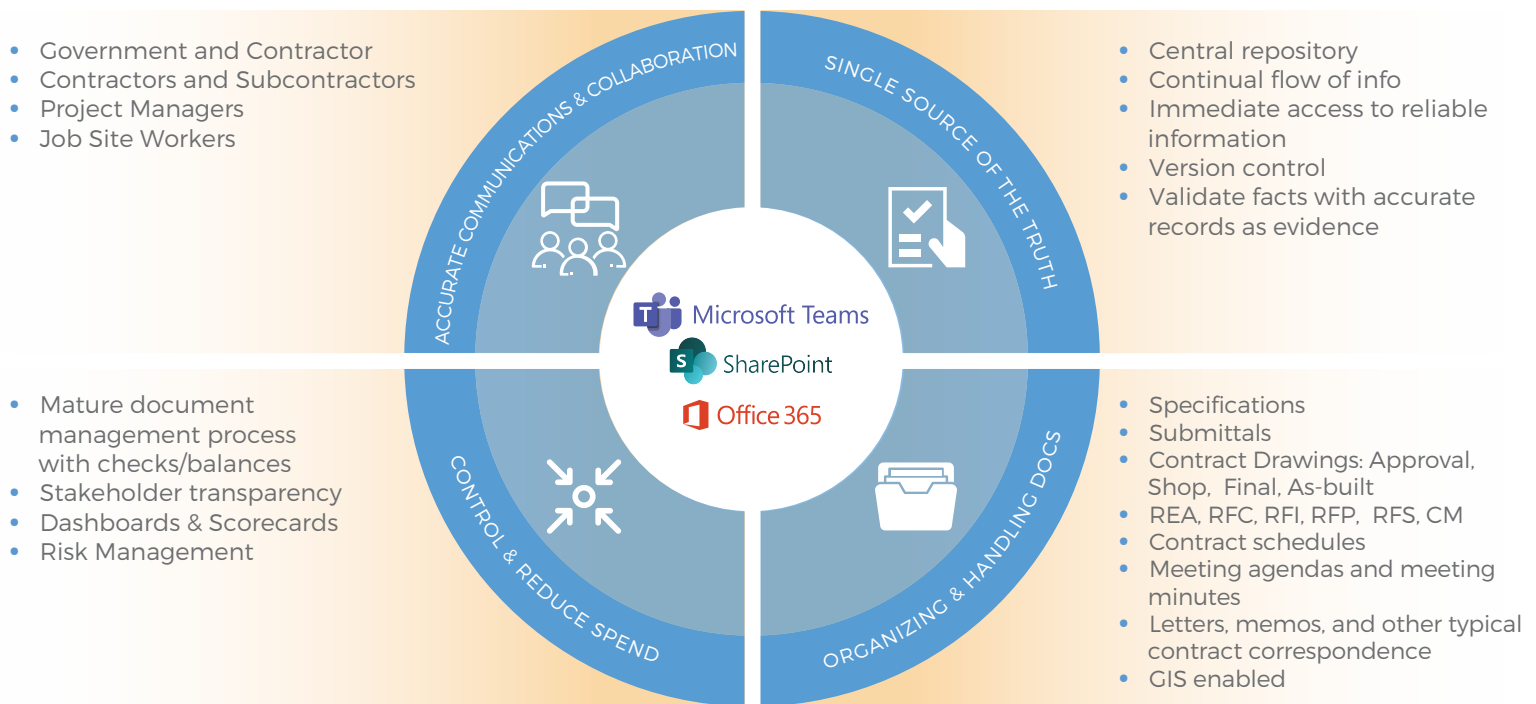 • Government and Contractor
• Contractors and Subcontractors
• Project Managers
• Job Site Workers
ACCURATE COMMUNICATIONS & COLLABORATION
SINGLE SOURCE OF THE TRUTH
• Central repository
• Continual flow of info
• Immediate access to reliable
information
• Version control
• Validate facts with accurate
records as evidence
T Microsoft Teams
S SharePoint
Office 365
• Mature document
management process
with checks/balances
• Stakeholder transparency
• Dashboards & Scorecards
• Risk Management
CONTROL & REDUCE SPEND
ORGANIZING & HANDLING DOCS
• Specifications
• Submittals
• Contract Drawings: Approval,
Shop, Final, As-built
• REA, RFC, RFI, RFP, RFS, CM
• Contract schedules
• Meeting agendas and meeting
minutes
• Letters, memos, and other typical
contract correspondence
• GIS enabled